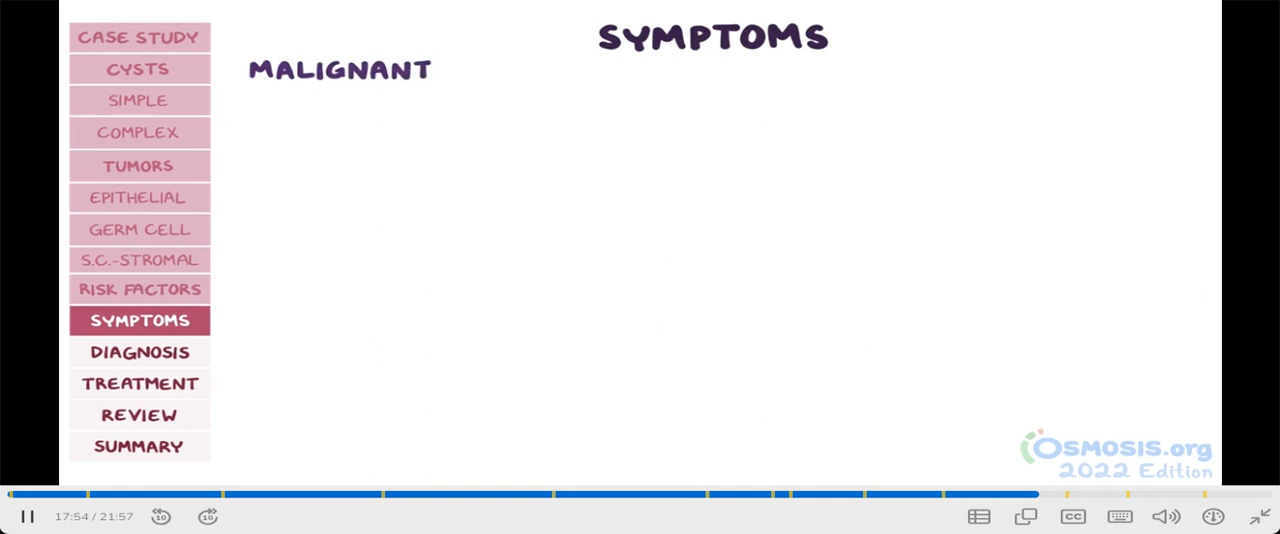 SYMPTOMS
MALIGNANT
CASE STUDY
CYSTS
SIMPLE
COMPLEX
TUMORS
EPITHELIAL
GERM CELL
S.C.-STROMAL
RISK FACTORS
SYMPTOMS
DIAGNOSIS
TREATMENT
REVIEW
SUMMARY
OSMOSIS.org
2022 Edition
17:54 / 21:57
10
10
CC